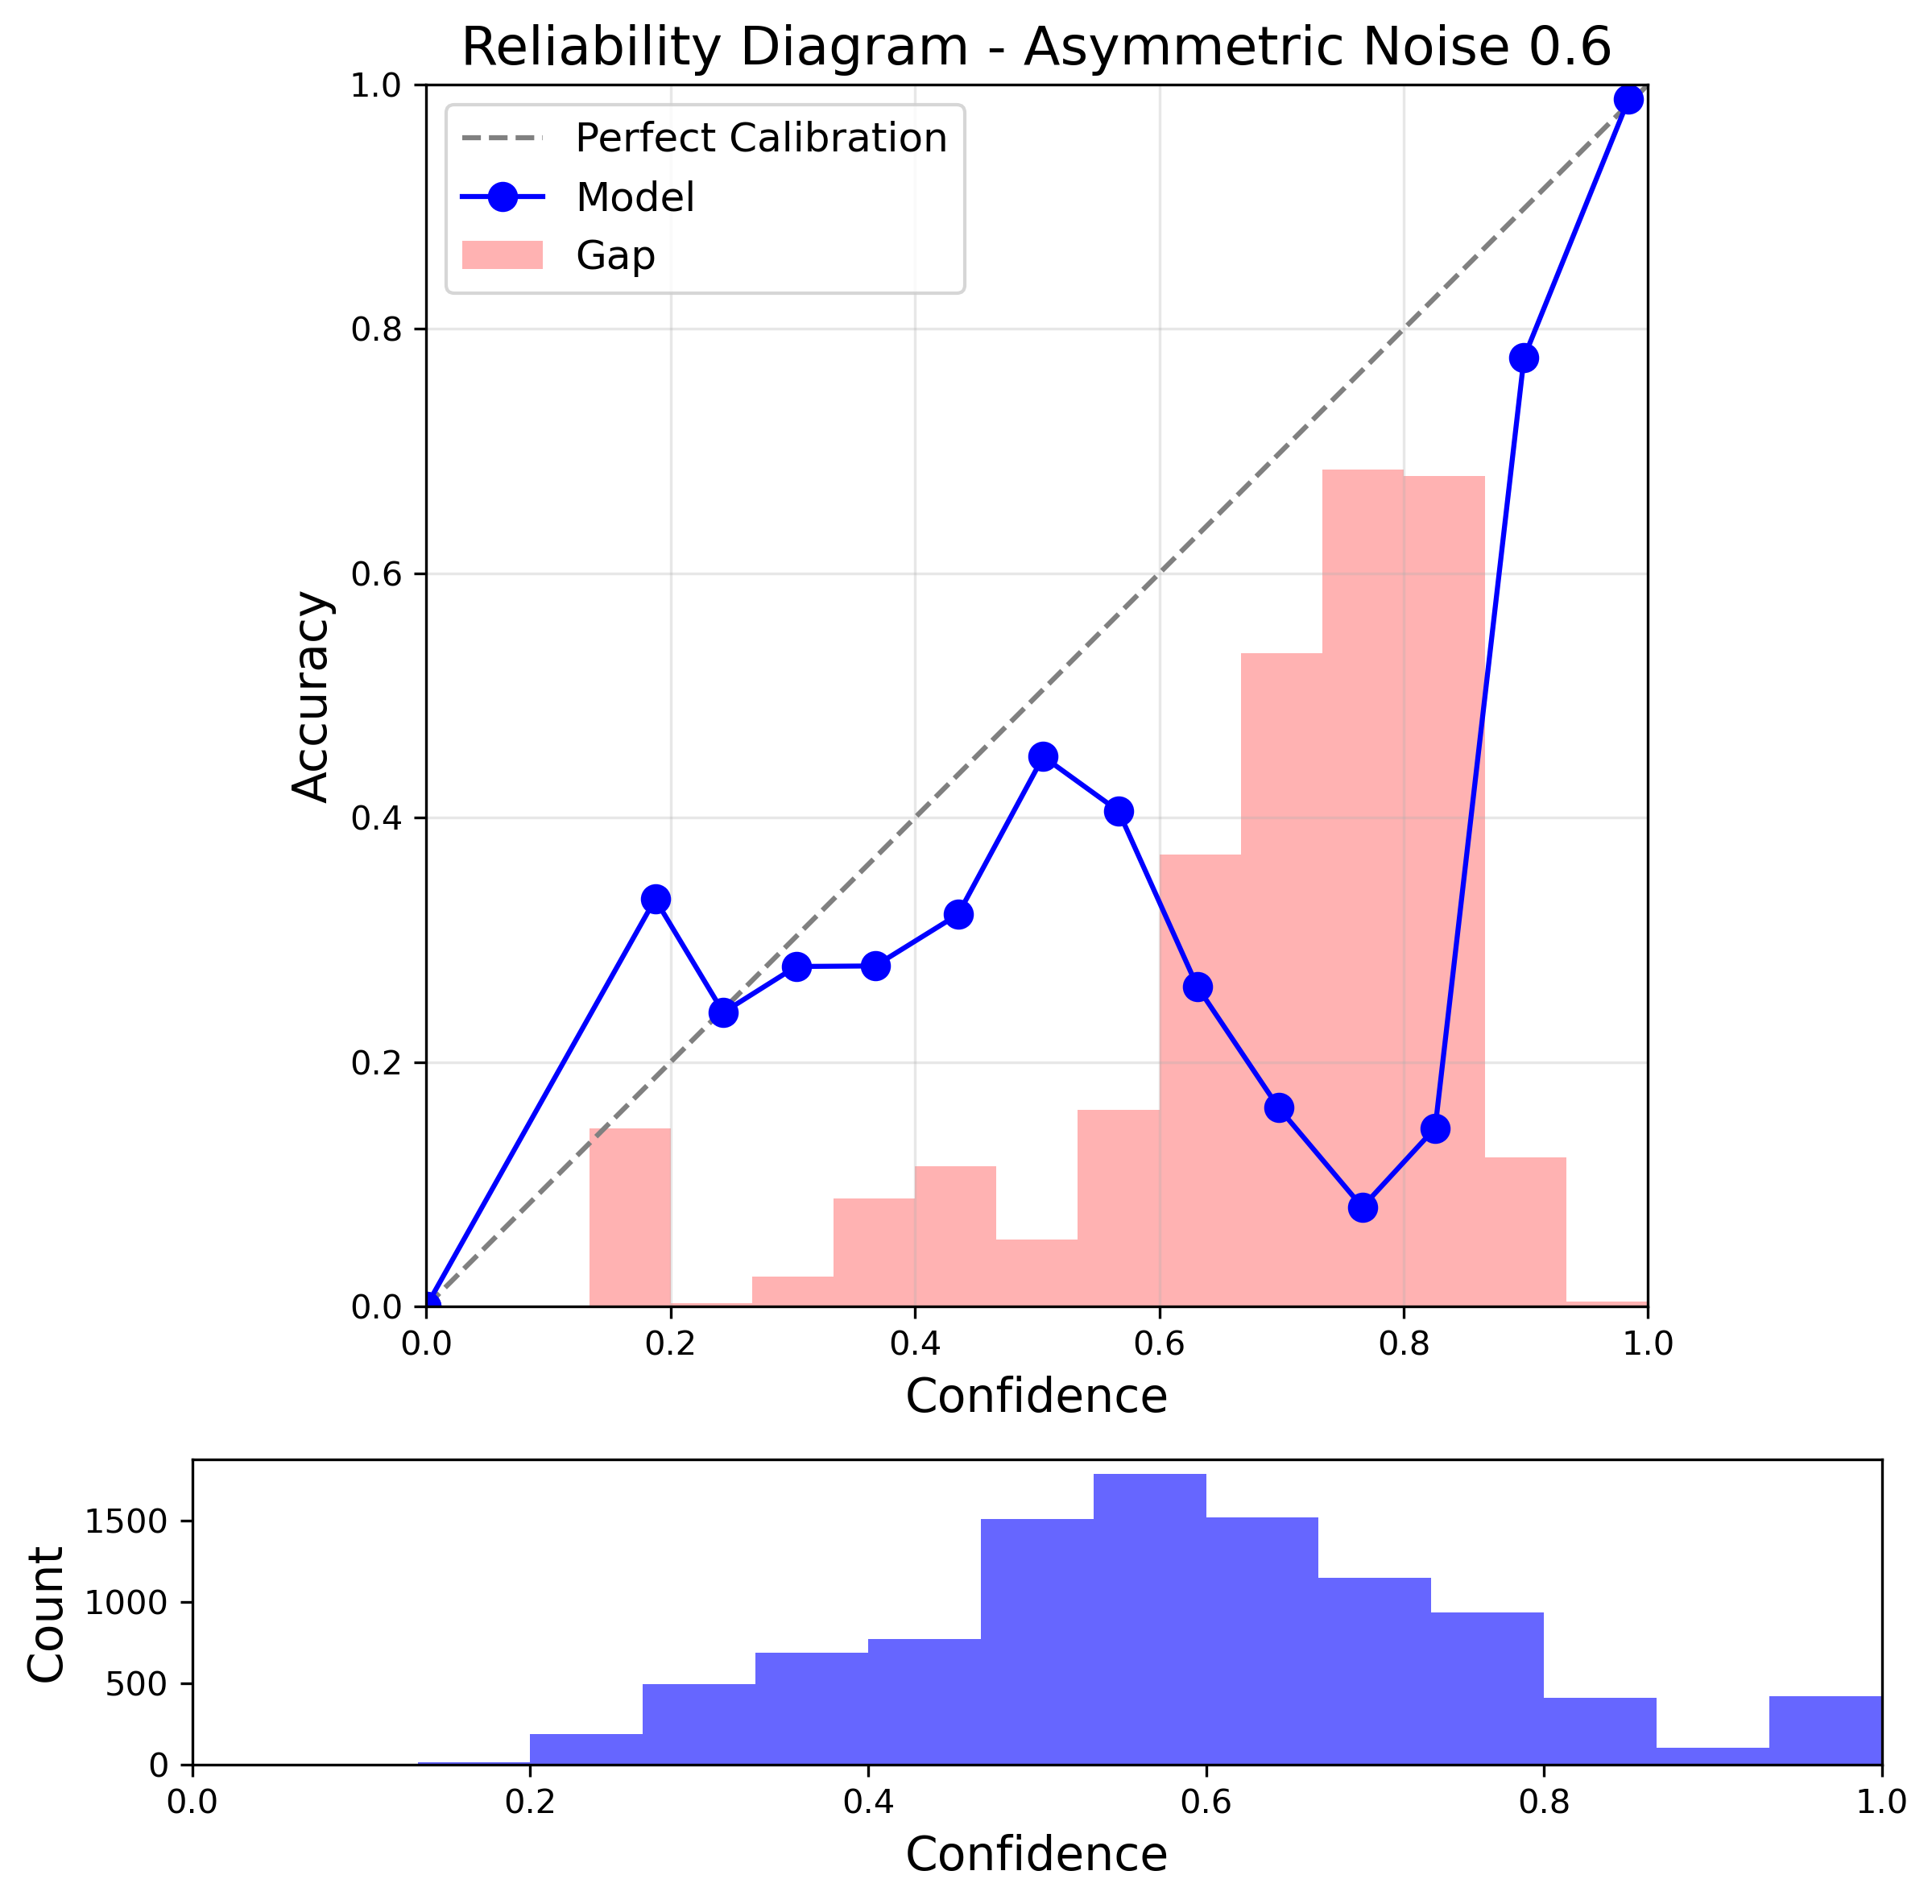 Reliability Diagram - Asymmetric Noise 0.6
1.0
Perfect Calibration
Model
Gap
0.8
0.6
Accuracy
0.4
0.2
0.0
0.0 0.2 0.4 0.6 0.8 1.0
Confidence
1500
1000
Count
500
0
0.0 0.2 0.4 0.6 0.8 1.0
Confidence